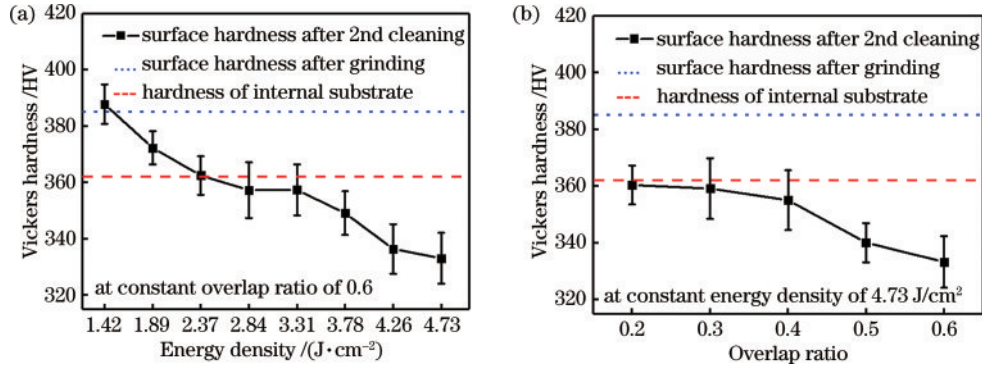 (a)
420
400
380
360
340
320
Vickers hardness /HV
surface hardness after 2nd cleaning
surface hardness after grinding
hardness of internal substrate
at constant overlap ratio of 0.6
1.42 1.89 2.37 2.84 3.31 3.78 4.26 4.73
Energy density /(J·cm⁻²)
(b)
420
400
380
360
340
320
Vickers hardness /HV
surface hardness after 2nd cleaning
surface hardness after grinding
hardness of internal substrate
at constant energy density of 4.73 J/cm²
0.2 0.3 0.4 0.5 0.6
Overlap ratio